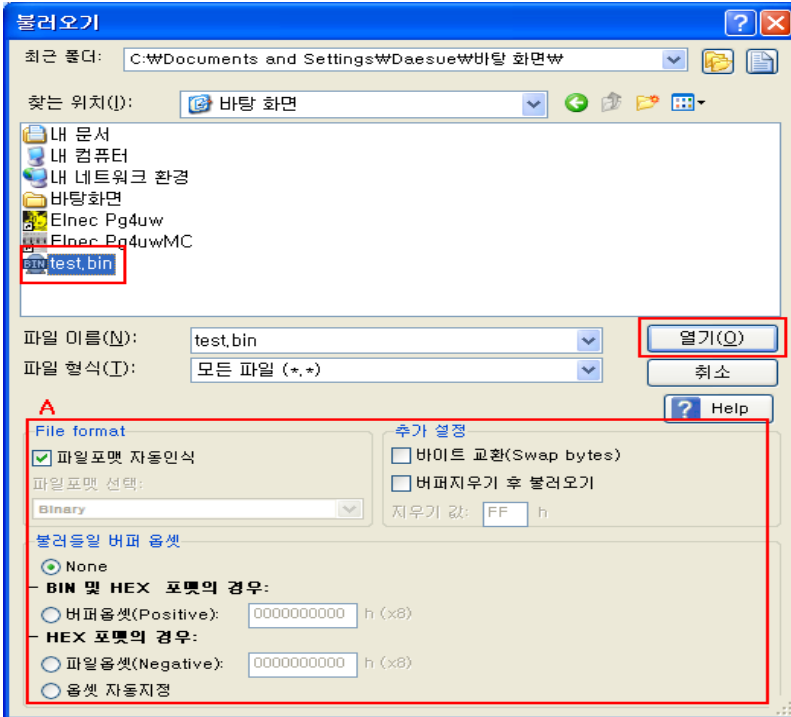 불러오기
최근 폴더: C:₩Documents and Settings₩Daesue₩바탕 화면₩
찾는 위치(I): 바탕 화면
내 문서
내 컴퓨터
내 네트워크 환경
바탕화면
Elnec Pg4uw
Elnec Pg4uwMC
BIN test.bin
파일 이름(N): test.bin 열기(O)
파일 형식(T): 모든 파일 (*.*) 취소
A ? Help
File format 추가 설정
파일포맷 자동인식 바이트 교환(Swap bytes)
파일포맷 선택: 버퍼지우기 후 불러오기
Binary 지우기 값: FF h
불러들일 버퍼 옵셋
None
- BIN 및 HEX 포맷의 경우:
버퍼옵셋(Positive): 0000000000 h (x8)
- HEX 포맷의 경우:
파일옵셋(Negative): 0000000000 h (x8)
옵셋 자동지정